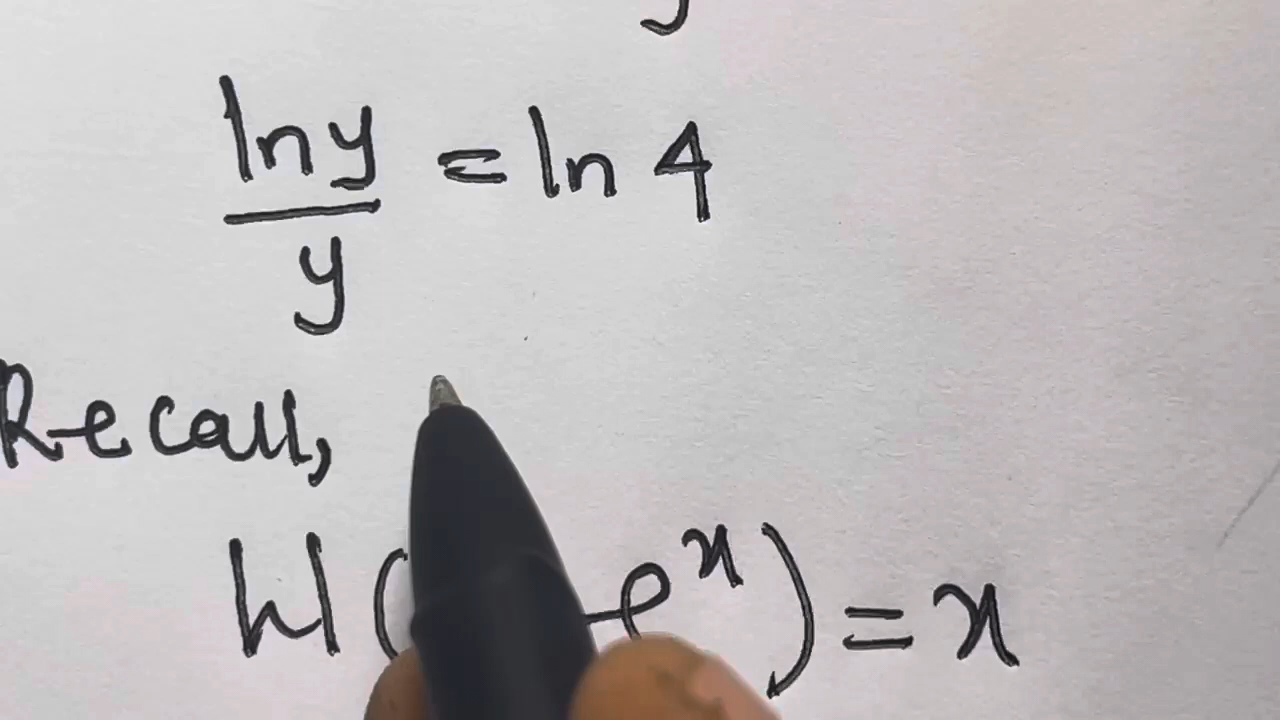 ln y / y = ln 4
Recall,
W( e^x) = x